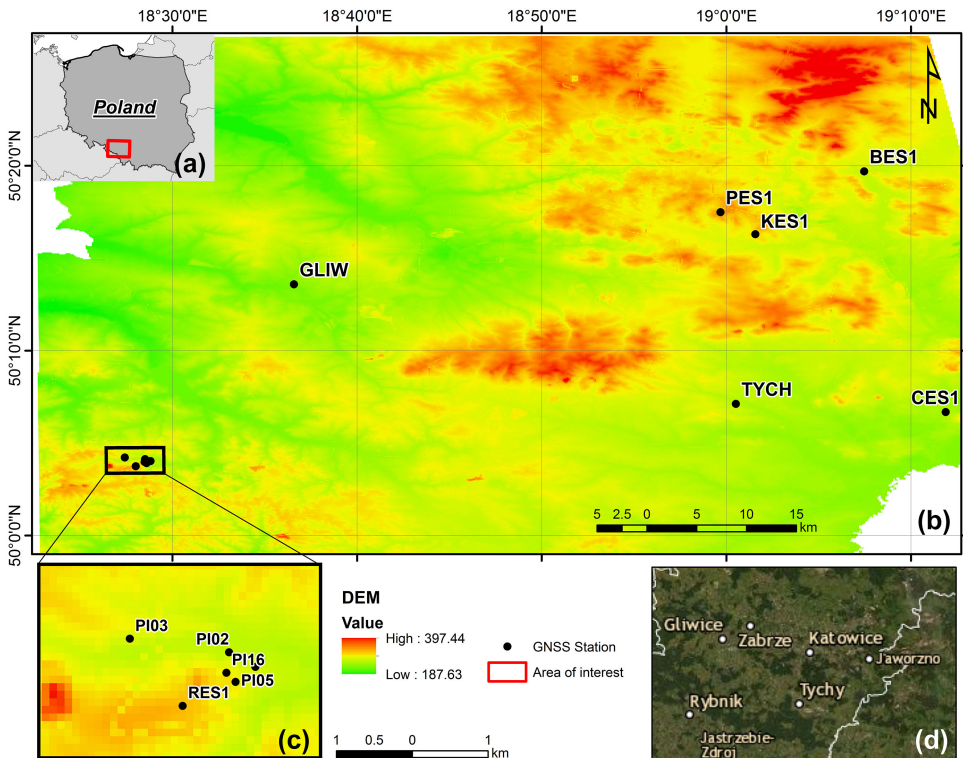 18°30'0"E 18°40'0"E 18°50'0"E 19°0'0"E 19°10'0"E
Poland
(a)
N
50°20'0"N
BES1
PES1
KES1
GLIW
50°10'0"N
TYCH
CES1
5 2.5 0 5 10 15
km
(b)
50°0'0"N
PI03
PI02
PI16
PI05
RES1
(c)
DEM
Value
High : 397.44
Low : 187.63
GNSS Station
Area of interest
1 0.5 0 1
km
Gliwice
Zabrze
Katowice
Jaworzno
Rybnik
Tychy
Jastrzebie-
Zdroj
(d)